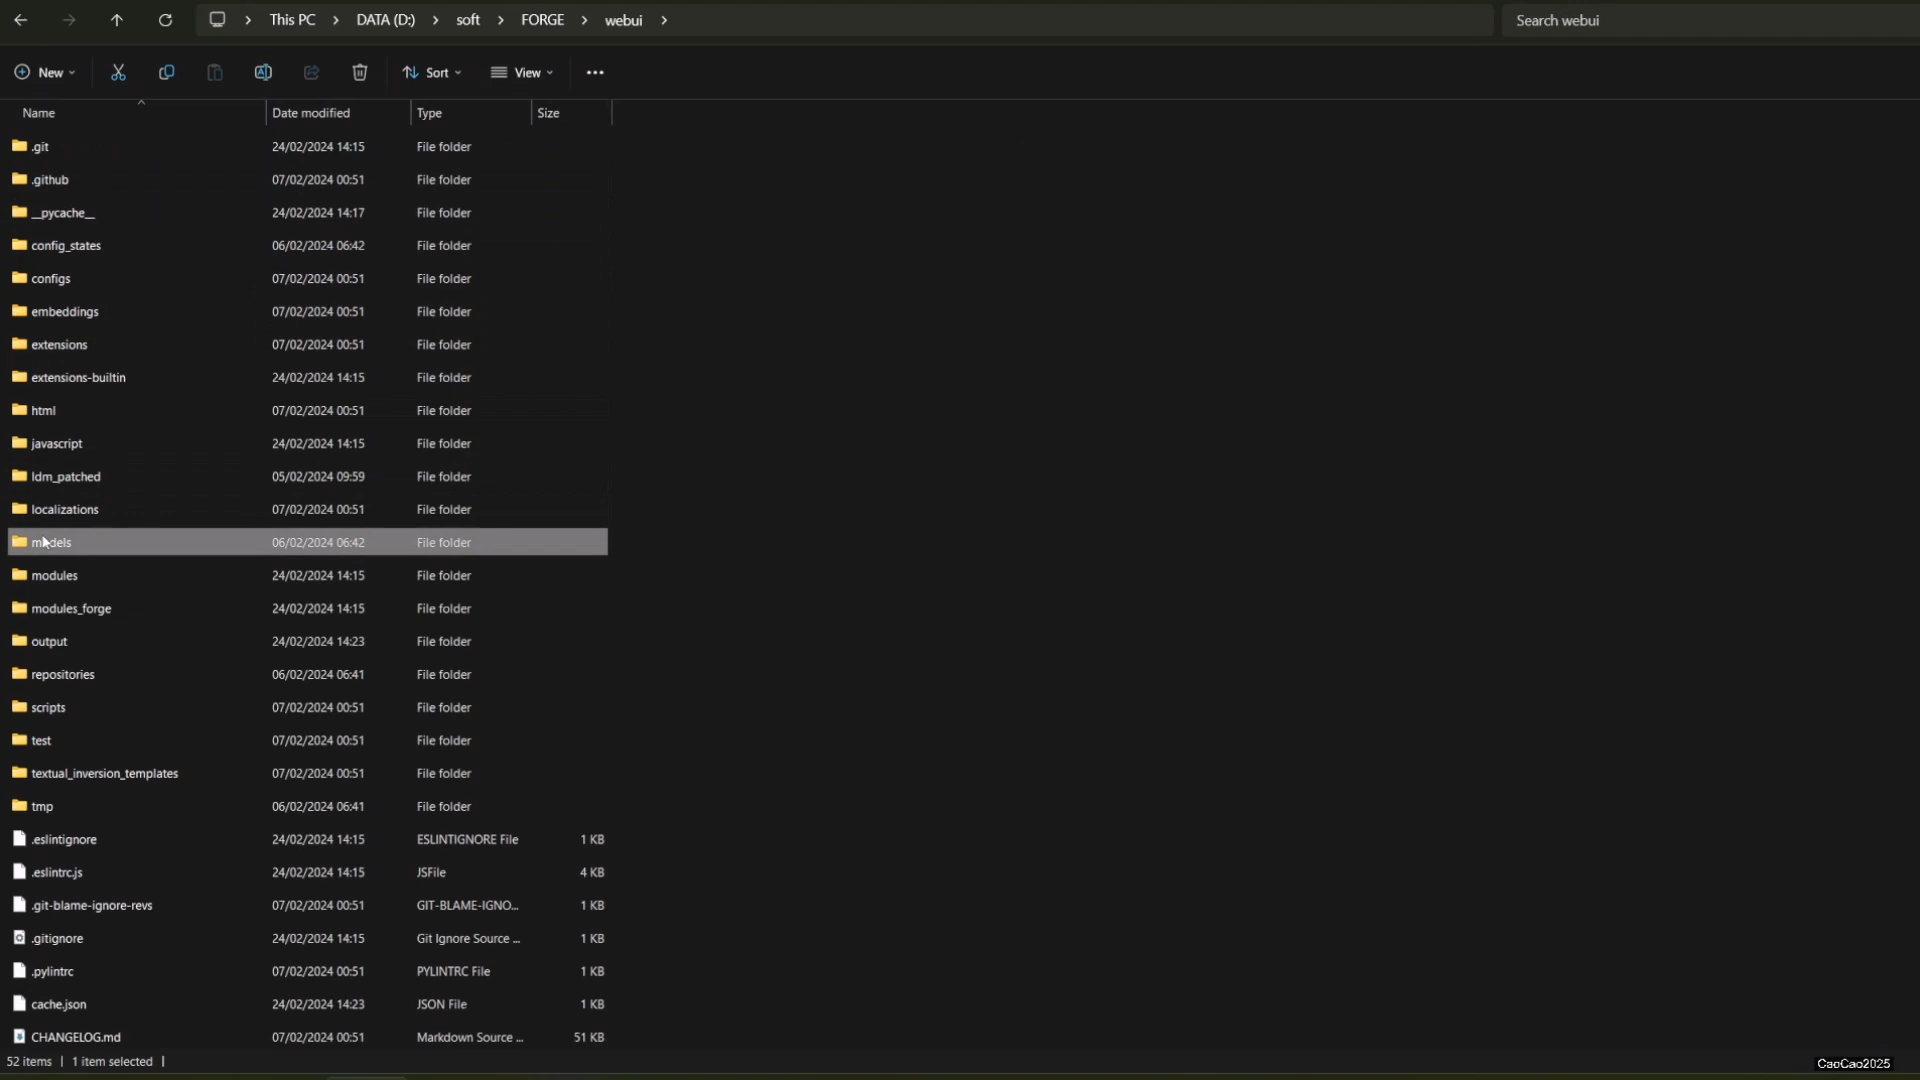 This PC > DATA (D:) > soft > FORGE > webui >
Search webui
New
Sort
View
Name Date modified Type Size
.git 24/02/2024 14:15 File folder
.github 07/02/2024 00:51 File folder
__pycache__ 24/02/2024 14:17 File folder
config_states 06/02/2024 06:42 File folder
configs 07/02/2024 00:51 File folder
embeddings 07/02/2024 00:51 File folder
extensions 07/02/2024 00:51 File folder
extensions-builtin 24/02/2024 14:15 File folder
html 07/02/2024 00:51 File folder
javascript 24/02/2024 14:15 File folder
ldm_patched 05/02/2024 09:59 File folder
localizations 07/02/2024 00:51 File folder
models 06/02/2024 06:42 File folder
modules 24/02/2024 14:15 File folder
modules_forge 24/02/2024 14:15 File folder
output 24/02/2024 14:23 File folder
repositories 06/02/2024 06:41 File folder
scripts 07/02/2024 00:51 File folder
test 07/02/2024 00:51 File folder
textual_inversion_templates 07/02/2024 00:51 File folder
tmp 06/02/2024 06:41 File folder
.eslintignore 24/02/2024 14:15 ESLINTIGNORE File 1 KB
.eslintrc.js 24/02/2024 14:15 JSFile 4 KB
.git-blame-ignore-revs 07/02/2024 00:51 GIT-BLAME-IGNO... 1 KB
.gitignore 24/02/2024 14:15 Git Ignore Source ... 1 KB
.pylintrc 07/02/2024 00:51 PYLINTRC File 1 KB
cache.json 24/02/2024 14:23 JSON File 1 KB
CHANGELOG.md 07/02/2024 00:51 Markdown Source ... 51 KB
52 items | 1 item selected |
CaoCao2025